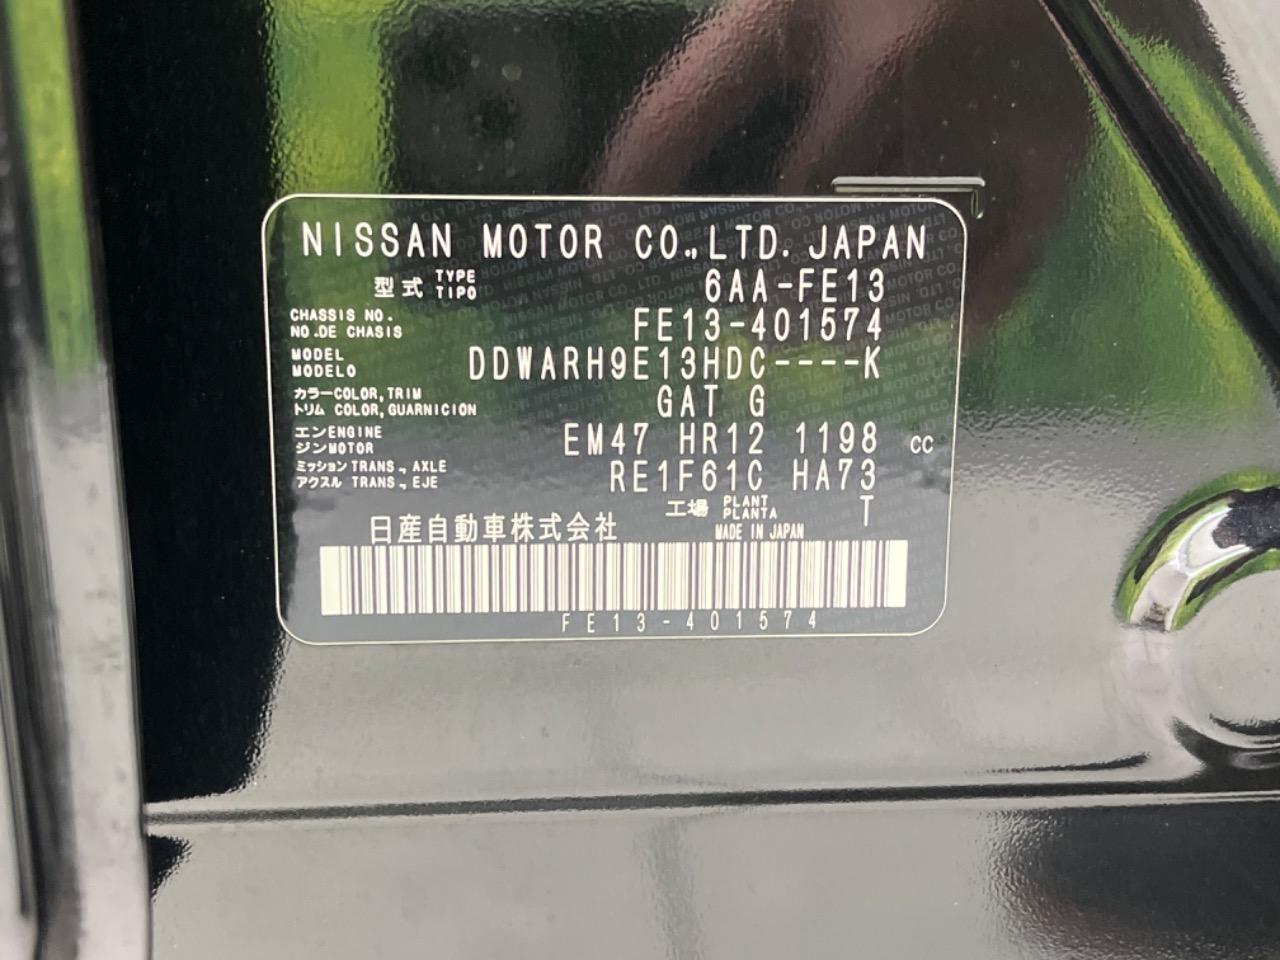 NISSAN MOTOR CO.,LTD. JAPAN
型式 TYPE TIPO 6AA-FE13
CHASSIS NO. NO.DE CHASIS FE13-401574
MODEL MODELO DDWARH9E13HDC----K
カラー COLOR,TRIM トリム COLOR,GUARNICION GAT G
エンジン ENGINE MOTOR EM47 HR12 1198 cc
ミッション TRANS., AXLE アクスル TRANS., EJE RE1F61C HA73
工場 PLANT PLANTA T
日産自動車株式会社 MADE IN JAPAN
FE13-401574